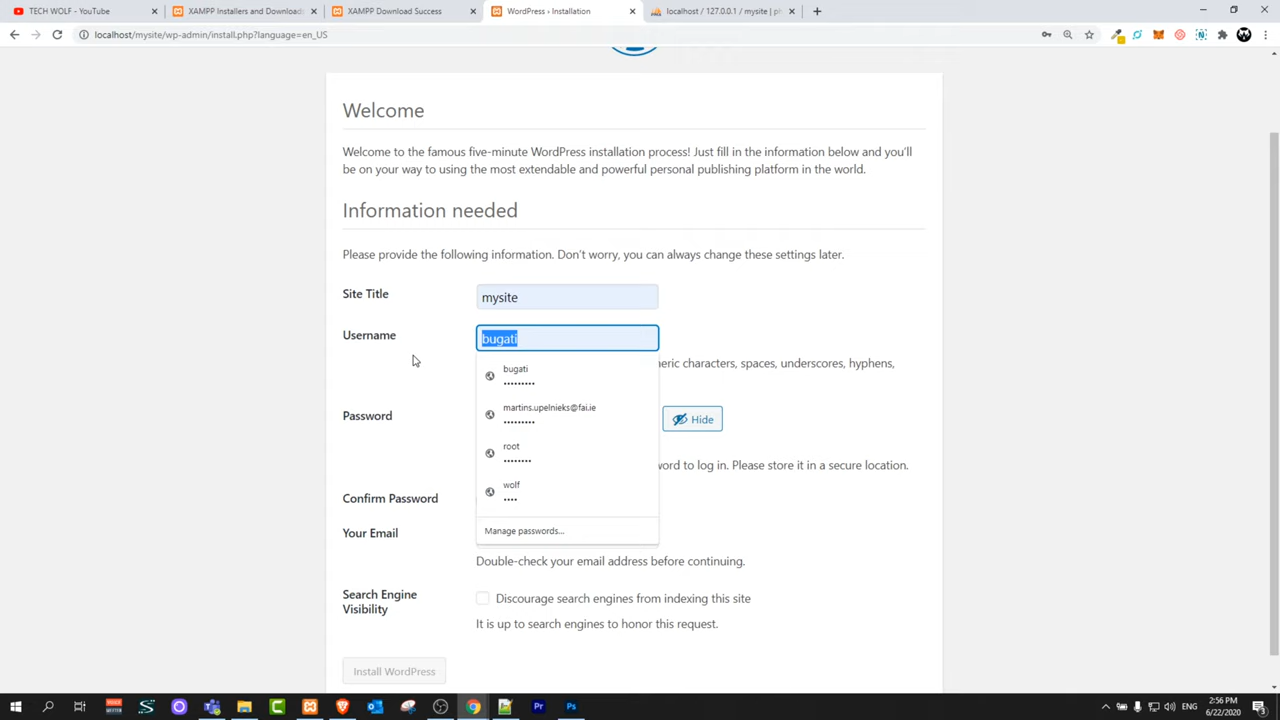 TECH WOLF - YouTube
XAMPP Installers and Downloads
XAMPP Download Success
WordPress › Installation
localhost / 127.0.0.1 / mysite | ph
localhost/mysite/wp-admin/install.php?language=en_US
Welcome
Welcome to the famous five-minute WordPress installation process! Just fill in the information below and you'll
be on your way to using the most extendable and powerful personal publishing platform in the world.
Information needed
Please provide the following information. Don't worry, you can always change these settings later.
Site Title
mysite
Username
bugati
eric characters, spaces, underscores, hyphens,
bugati
•••••••••
martins.upelnieks@fai.ie
•••••••••
Password
Hide
root
••••••••
word to log in. Please store it in a secure location.
wolf
••••
Confirm Password
Manage passwords...
Your Email
Double-check your email address before continuing.
Search Engine
Visibility
Discourage search engines from indexing this site
It is up to search engines to honor this request.
Install WordPress
2:56 PM
6/22/2020